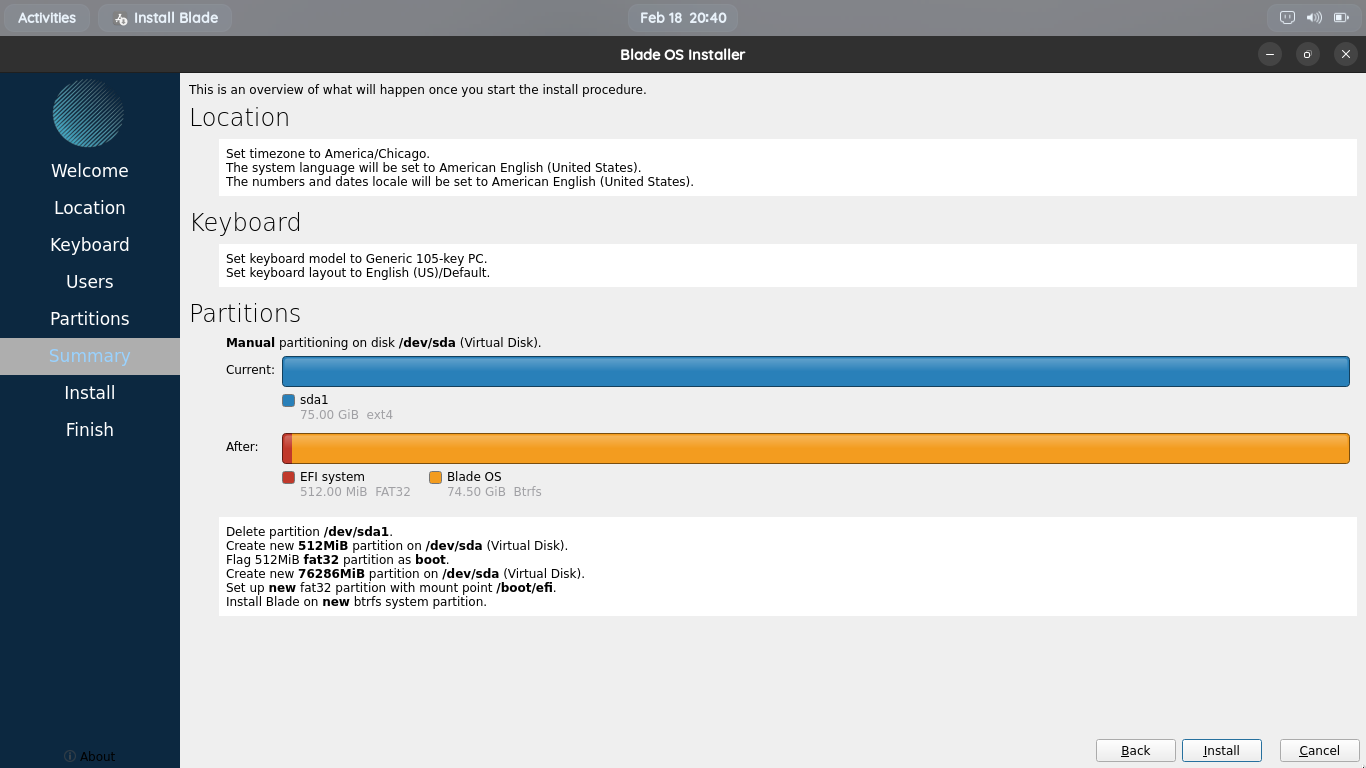 Activities
Install Blade
Feb 18 20:40
Blade OS Installer
Welcome
Location
Keyboard
Users
Partitions
Summary
Install
Finish
About
This is an overview of what will happen once you start the install procedure.
Location
Set timezone to America/Chicago.
The system language will be set to American English (United States).
The numbers and dates locale will be set to American English (United States).
Keyboard
Set keyboard model to Generic 105-key PC.
Set keyboard layout to English (US)/Default.
Partitions
Manual partitioning on disk /dev/sda (Virtual Disk).
Current:
sda1
75.00 GiB ext4
After:
EFI system
512.00 MiB FAT32
Blade OS
74.50 GiB Btrfs
Delete partition /dev/sda1.
Create new 512MiB partition on /dev/sda (Virtual Disk).
Flag 512MiB fat32 partition as boot.
Create new 76286MiB partition on /dev/sda (Virtual Disk).
Set up new fat32 partition with mount point /boot/efi.
Install Blade on new btrfs system partition.
Back
Install
Cancel